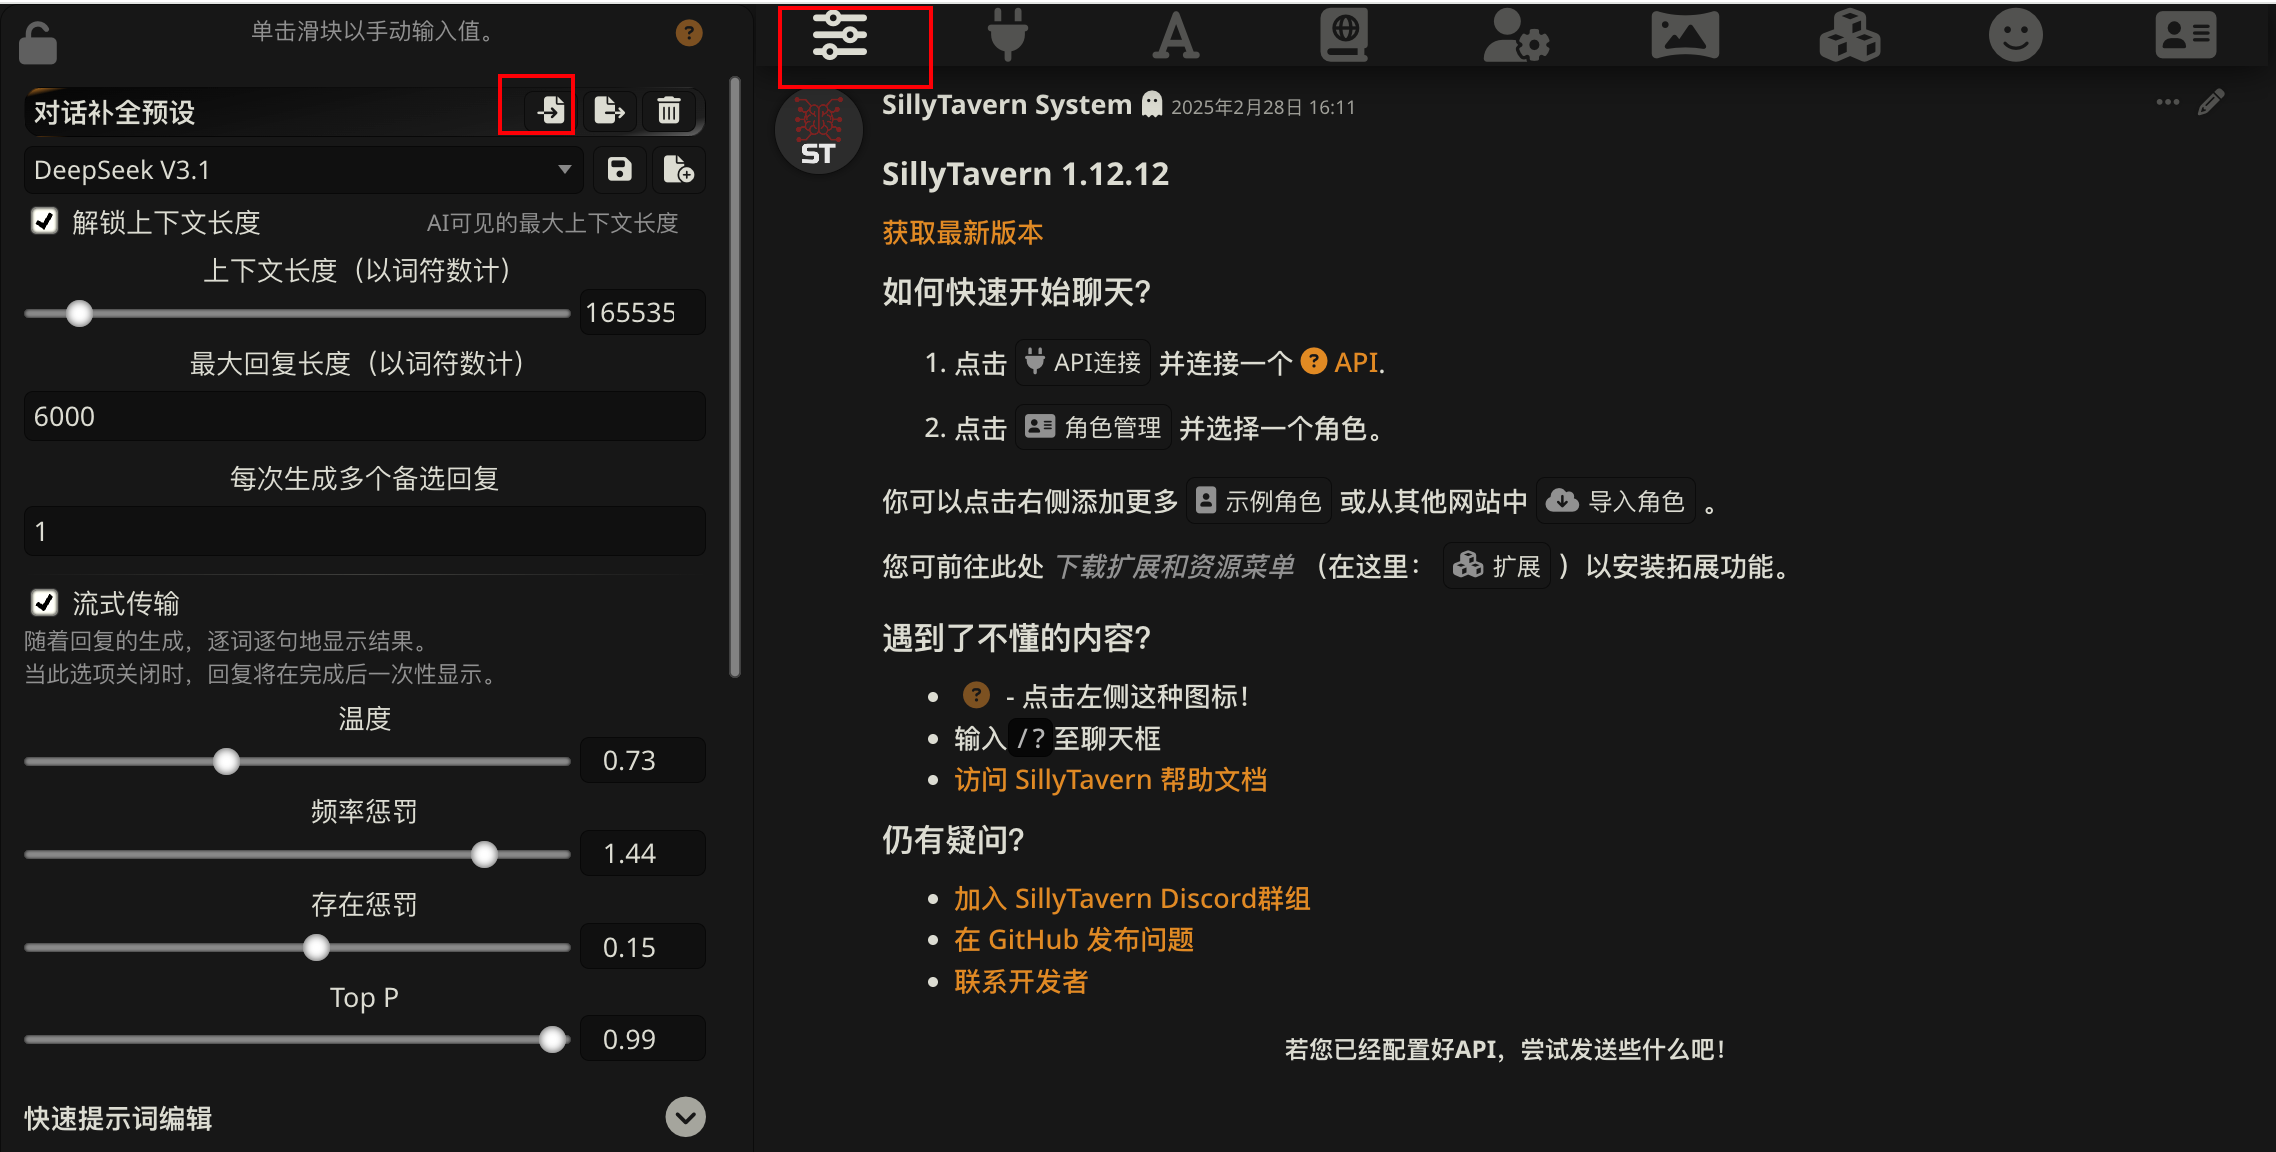 单击滑块以手动输入值。
对话补全预设
DeepSeek V3.1
解锁上下文长度
AI可见的最大上下文长度
上下文长度（以词符数计）
165535
最大回复长度（以词符数计）
6000
每次生成多个备选回复
1
流式传输
随着回复的生成，逐词逐句地显示结果。
当此选项关闭时，回复将在完成后一次性显示。
温度
0.73
频率惩罚
1.44
存在惩罚
0.15
Top P
0.99
快速提示词编辑
ST
SillyTavern System 2025年2月28日 16:11
SillyTavern 1.12.12
获取最新版本
如何快速开始聊天?
1. 点击 API连接 并连接一个 ? API.
2. 点击 角色管理 并选择一个角色。
你可以点击右侧添加更多 示例角色 或从其他网站中 导入角色 。
您可前往此处 下载扩展和资源菜单 （在这里： 扩展 ）以安装拓展功能。
遇到了不懂的内容?
? - 点击左侧这种图标!
输入 /? 至聊天框
访问 SillyTavern 帮助文档
仍有疑问?
加入 SillyTavern Discord群组
在 GitHub 发布问题
联系开发者
若您已经配置好API，尝试发送些什么吧!